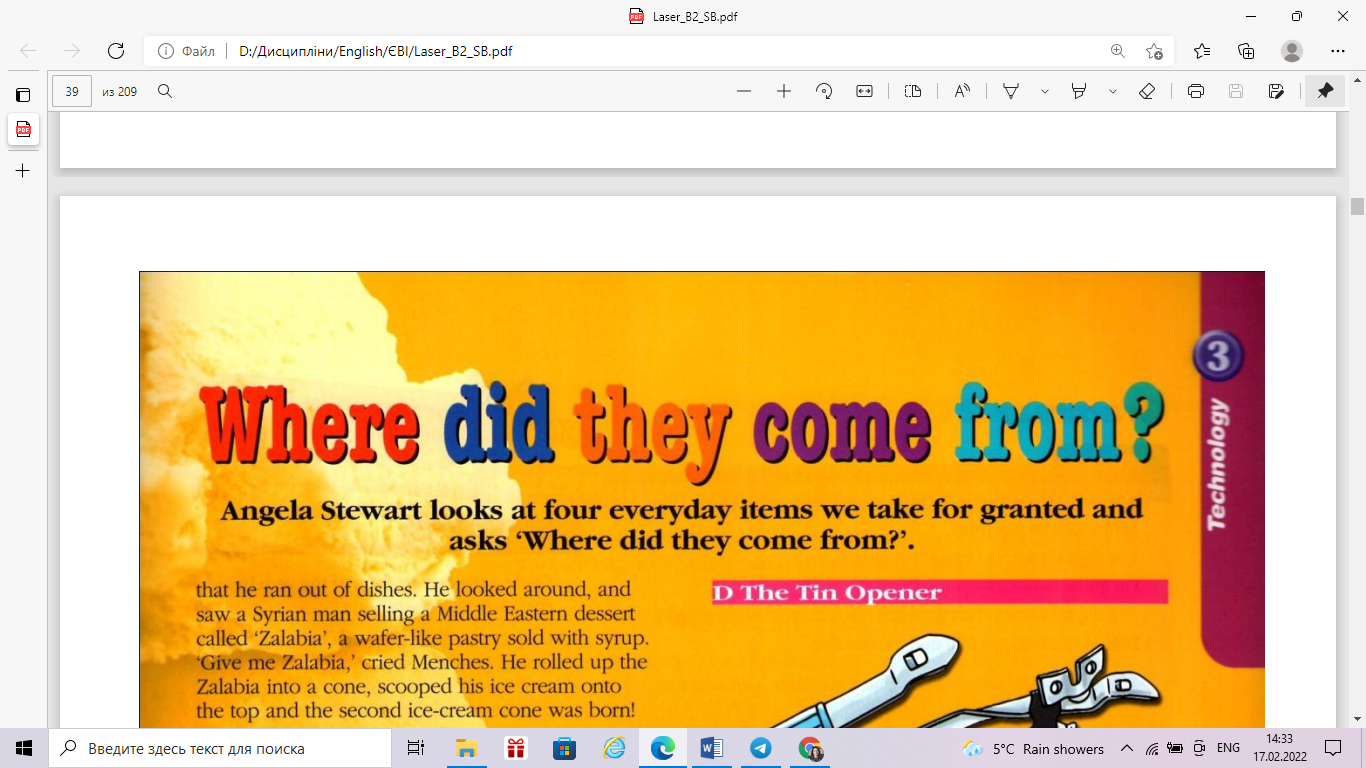 Laser_B2_SB.pdf
Файл
D:/Дисципліни/English/ЄВІ/Laser_B2_SB.pdf
39
из 209
Where did they come from?
3
Technology
Angela Stewart looks at four everyday items we take for granted and
asks ‘Where did they come from?’.
that he ran out of dishes. He looked around, and
saw a Syrian man selling a Middle Eastern dessert
called ‘Zalabia’, a wafer-like pastry sold with syrup.
‘Give me Zalabia,’ cried Menches. He rolled up the
Zalabia into a cone, scooped his ice cream onto
the top and the second ice-cream cone was born!
D The Tin Opener
Введите здесь текст для поиска
5°C Rain showers
ENG
14:33
17.02.2022